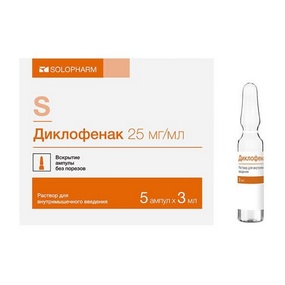 SOLOPHARM
S
Диклофенак 25 мг/мл
Вскрытие
ампулы
без порезов
Раствор для
внутримышечного введения
5 ампул х 3 мл
Диклофенак